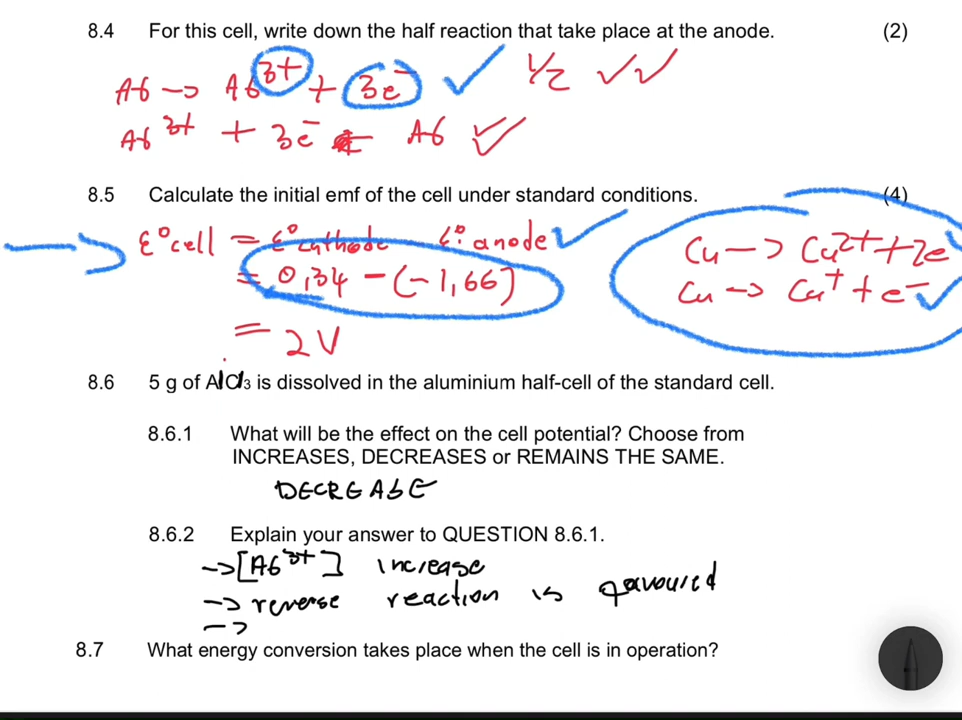 8.4 For this cell, write down the half reaction that take place at the anode. (2)
Al → Al³⁺ + 3e⁻ ✓ 1/2 ✓✓
Al³⁺ + 3e⁻ ← Al ✓✓
8.5 Calculate the initial emf of the cell under standard conditions. (4)
E°cell = E°cathode - E°anode ✓
= 0,34 - (-1,66)
= 2V
Cu → Cu²⁺ + 2e⁻
Cu → Cu⁺ + e⁻ ✓
8.6 5 g of AlCl₃ is dissolved in the aluminium half-cell of the standard cell.
8.6.1 What will be the effect on the cell potential? Choose from
INCREASES, DECREASES or REMAINS THE SAME.
DECREASE
8.6.2 Explain your answer to QUESTION 8.6.1.
→ [Al³⁺] increase
→ reverse reaction is favoured
→
8.7 What energy conversion takes place when the cell is in operation?